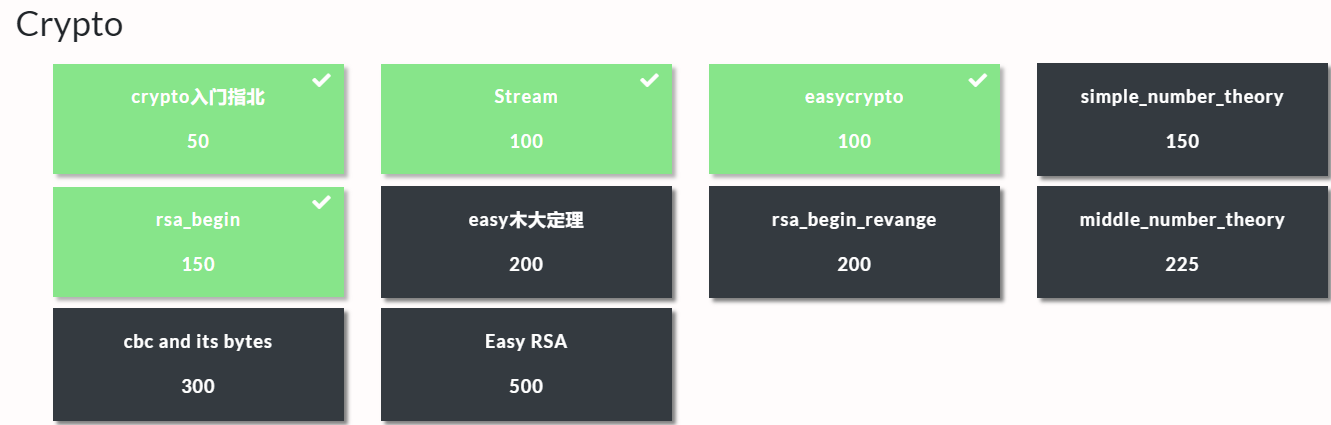 Crypto
crypto入门指北
50
Stream
100
easycrypto
100
simple_number_theory
150
rsa_begin
150
easy木大定理
200
rsa_begin_revange
200
middle_number_theory
225
cbc and its bytes
300
Easy RSA
500